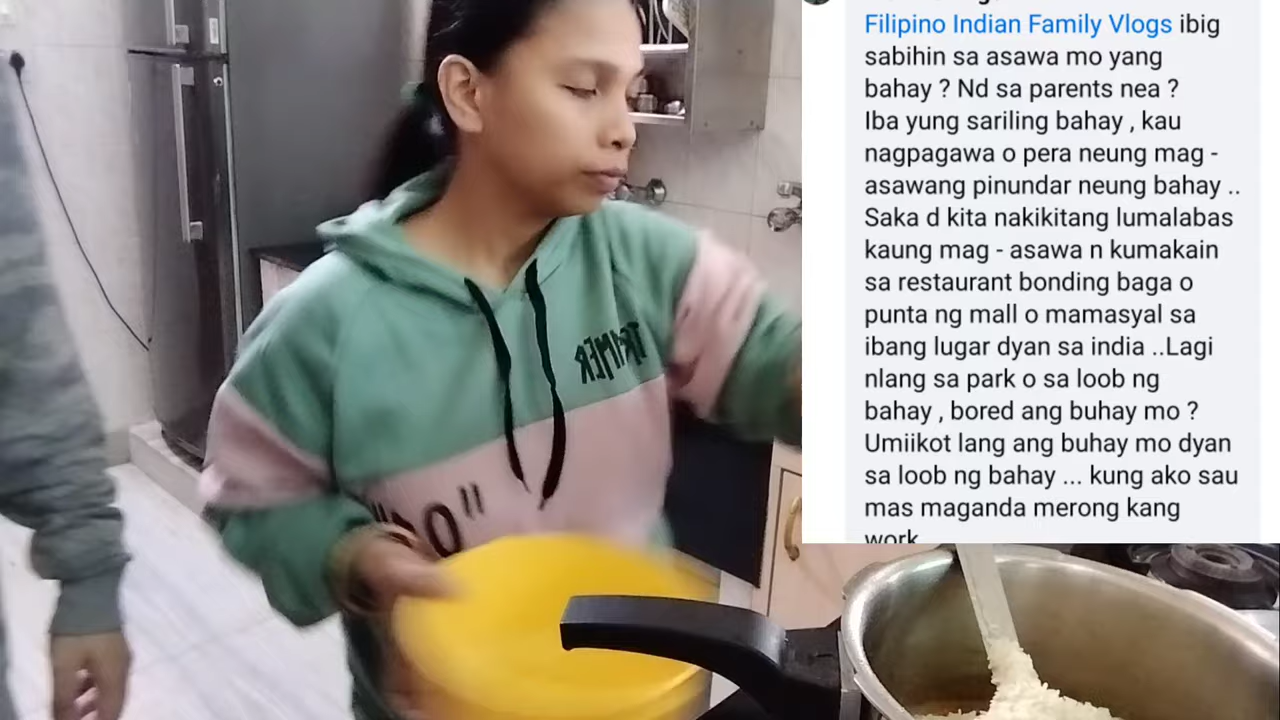 Filipino Indian Family Vlogs ibig
sabihin sa asawa mo yang
bahay ? Nd sa parents nea ?
Iba yung sariling bahay , kau
nagpagawa o pera neung mag -
asawang pinundar neung bahay ..
Saka d kita nakikitang lumalabas
kaung mag - asawa n kumakain
sa restaurant bonding baga o
punta ng mall o mamasyal sa
ibang lugar dyan sa india ..Lagi
nlang sa park o sa loob ng
bahay , bored ang buhay mo ?
Umiikot lang ang buhay mo dyan
sa loob ng bahay ... kung ako sau
mas maganda merong kang
work